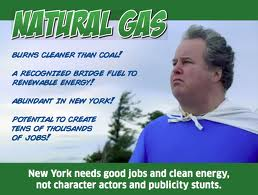 NATURAL GAS
BURNS CLEANER THAN COAL!
A RECOGNIZED BRIDGE FUEL TO
RENEWABLE ENERGY!
ABUNDANT IN NEW YORK!
POTENTIAL TO CREATE
TENS OF THOUSANDS
OF JOBS!
New York needs good jobs and clean energy,
not character actors and publicity stunts.